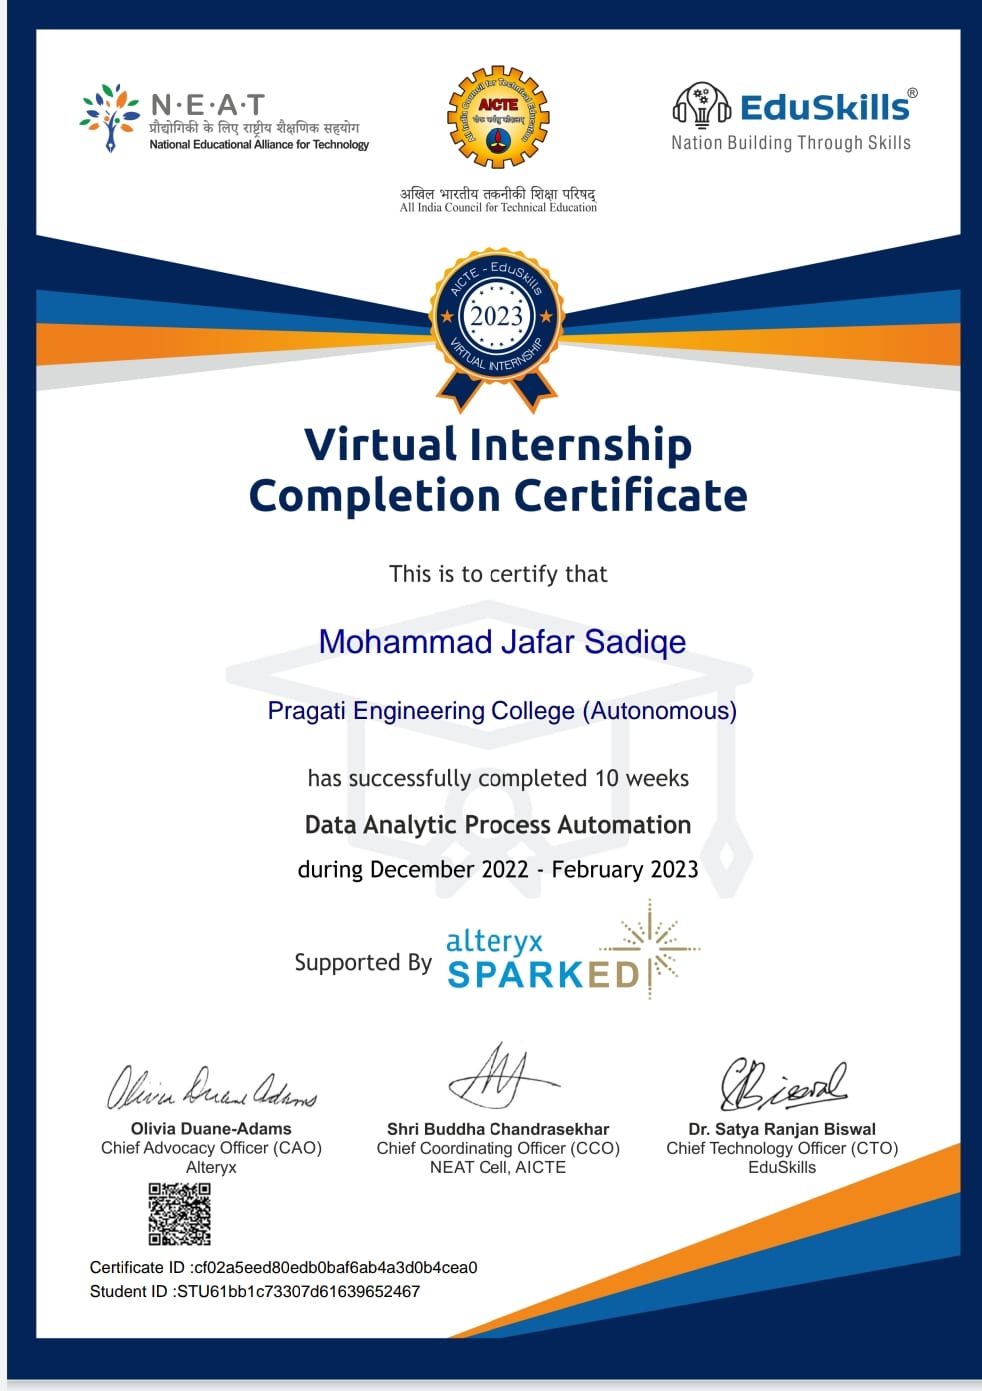 N·E·A·T
प्रौद्योगिकी के लिए राष्ट्रीय शैक्षणिक सहयोग
National Educational Alliance for Technology
All India Council for Technical Education
AICTE
योगः कर्मसु कौशलम्
अखिल भारतीय तकनीकी शिक्षा परिषद्
All India Council for Technical Education
EduSkills®
Nation Building Through Skills
AICTE - EduSkills
2023
VIRTUAL INTERNSHIP
Virtual Internship
Completion Certificate
This is to certify that
Mohammad Jafar Sadiqe
Pragati Engineering College (Autonomous)
has successfully completed 10 weeks
Data Analytic Process Automation
during December 2022 - February 2023
Supported By
alteryx
SPARKED
Olivia Duane Adams
Olivia Duane-Adams
Chief Advocacy Officer (CAO)
Alteryx
Shri Buddha Chandrasekhar
Chief Coordinating Officer (CCO)
NEAT Cell, AICTE
SRBiswal
Dr. Satya Ranjan Biswal
Chief Technology Officer (CTO)
EduSkills
Certificate ID :cf02a5eed80edb0baf6ab4a3d0b4cea0
Student ID :STU61bb1c73307d61639652467